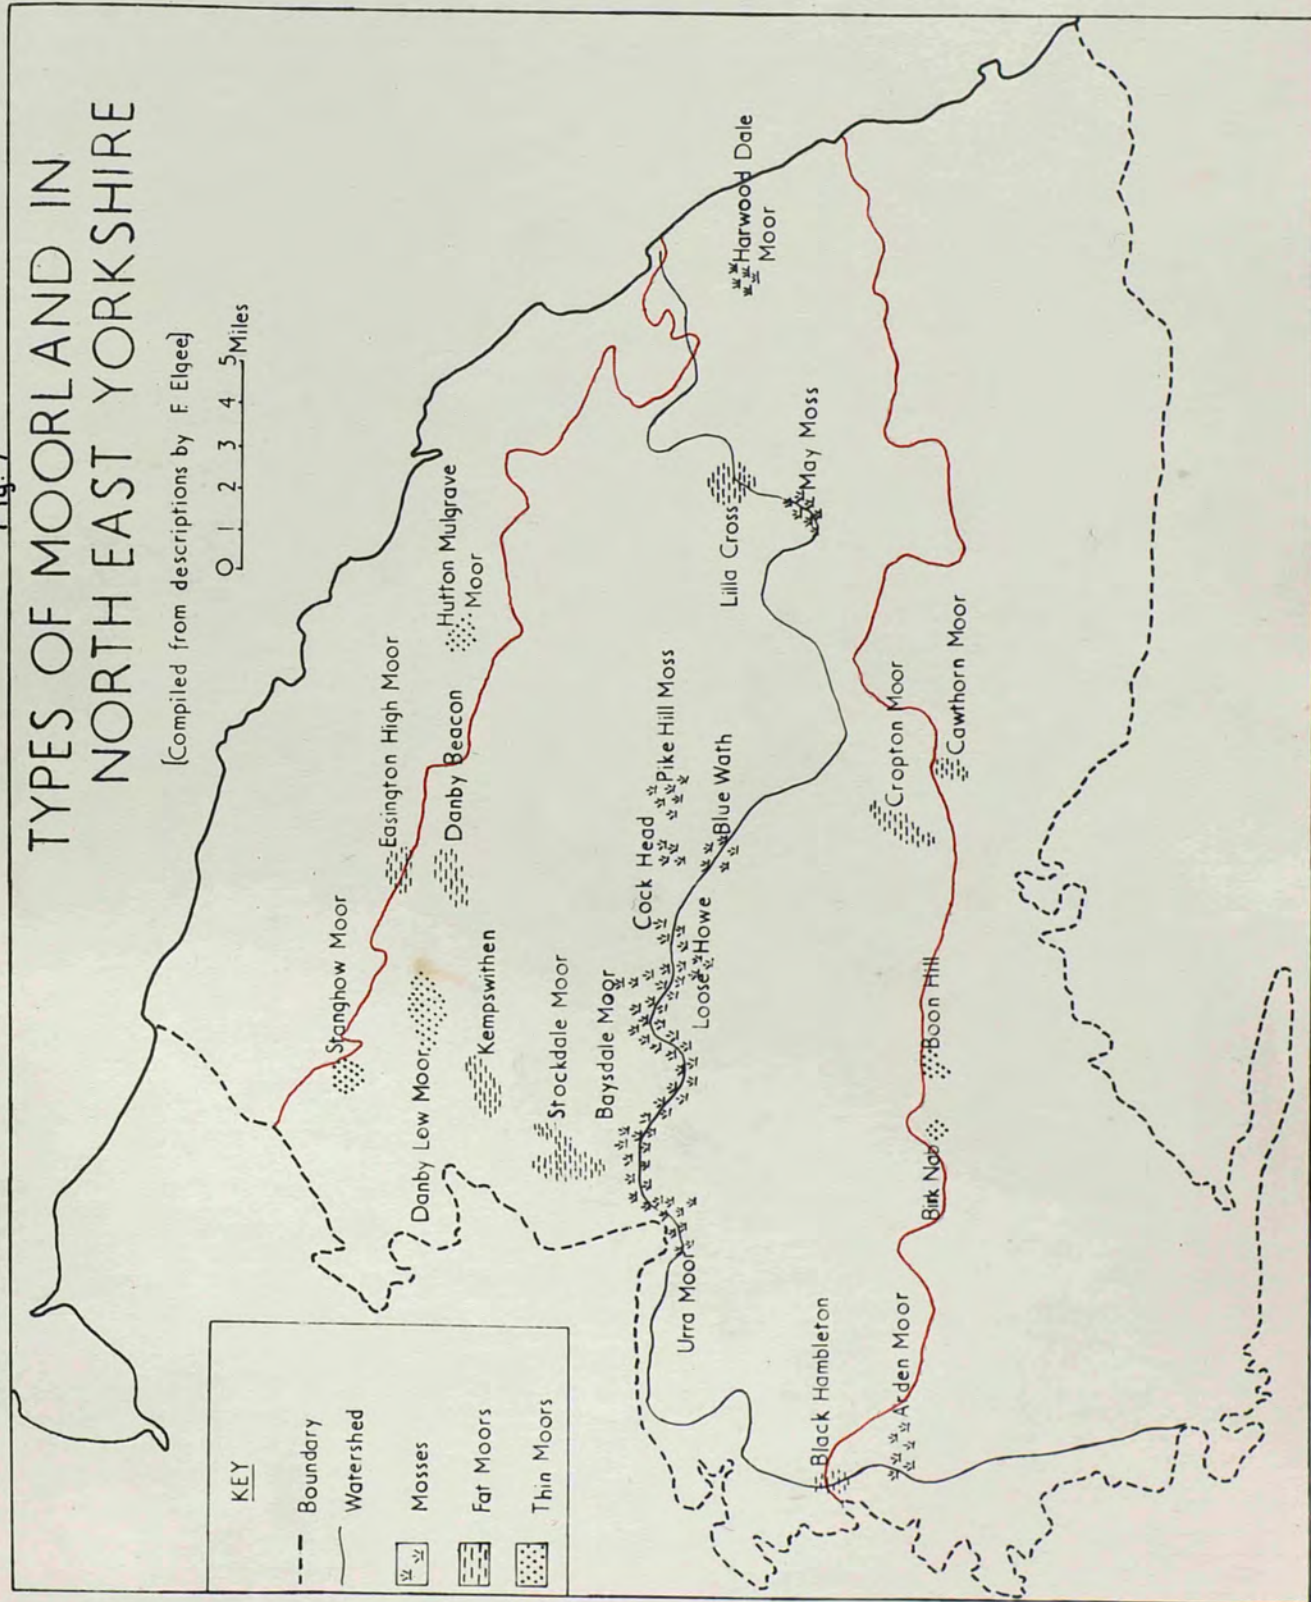 TYPES OF MOORLAND IN
NORTH EAST YORKSHIRE
(Compiled from descriptions by F. Elgee)
0 1 2 3 4 5 Miles
Stanghow Moor
Easington High Moor
Hutton Mulgrave
Moor
Danby Low Moor
Danby Beacon
Kempswithen
Stockdale Moor
Baysdale Moor
Cock Head
Pike Hill Moss
Loose Howe
Blue Wath
Urra Moor
Lilla Cross
May Moss
Harwood Dale
Moor
Black Hambleton
Arden Moor
Birk Nab
Boon Hill
Cropton Moor
Cawthorn Moor
KEY
Boundary
Watershed
Mosses
Fat Moors
Thin Moors